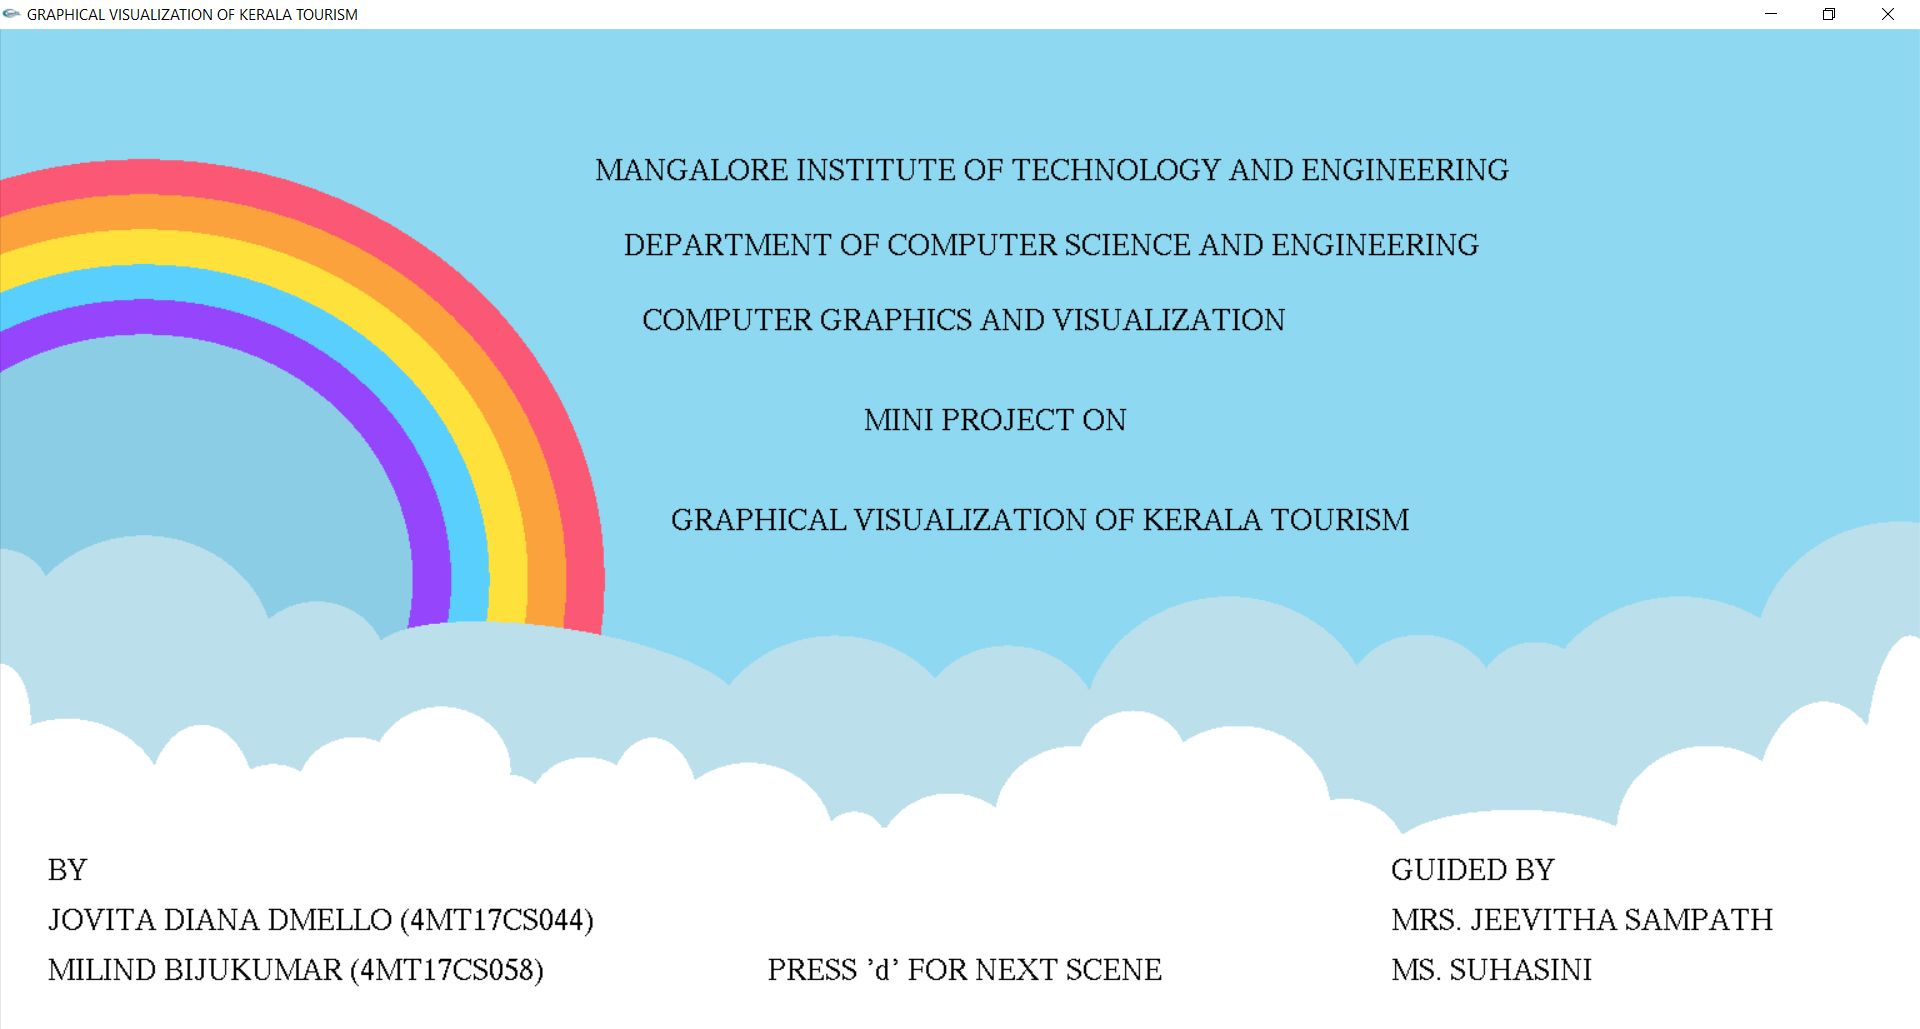 GRAPHICAL VISUALIZATION OF KERALA TOURISM
MANGALORE INSTITUTE OF TECHNOLOGY AND ENGINEERING
DEPARTMENT OF COMPUTER SCIENCE AND ENGINEERING
COMPUTER GRAPHICS AND VISUALIZATION
MINI PROJECT ON
GRAPHICAL VISUALIZATION OF KERALA TOURISM
BY
JOVITA DIANA DMELLO (4MT17CS044)
MILIND BIJUKUMAR (4MT17CS058)
PRESS ’d’ FOR NEXT SCENE
GUIDED BY
MRS. JEEVITHA SAMPATH
MS. SUHASINI